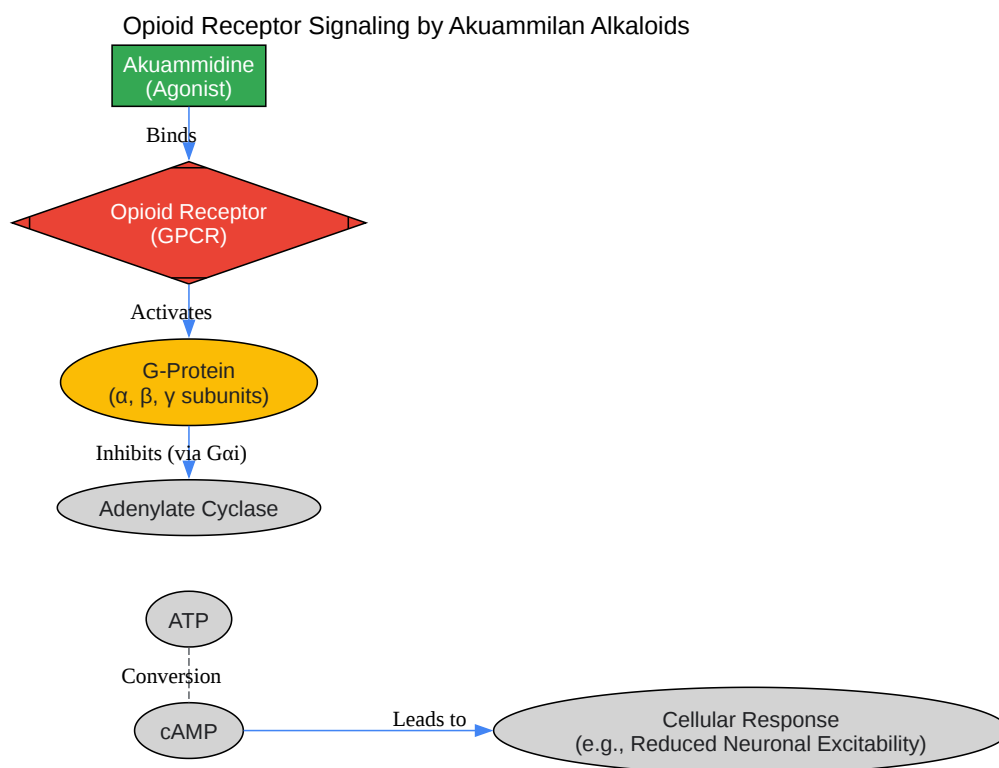 Opioid Receptor Signaling by Akuammilan Alkaloids
Akuammidine
(Agonist)
Binds
Opioid Receptor
(GPCR)
Activates
G-Protein
(α, β, γ subunits)
Inhibits (via Gαi)
Adenylate Cyclase
ATP
Conversion
cAMP
Leads to
Cellular Response
(e.g., Reduced Neuronal Excitability)